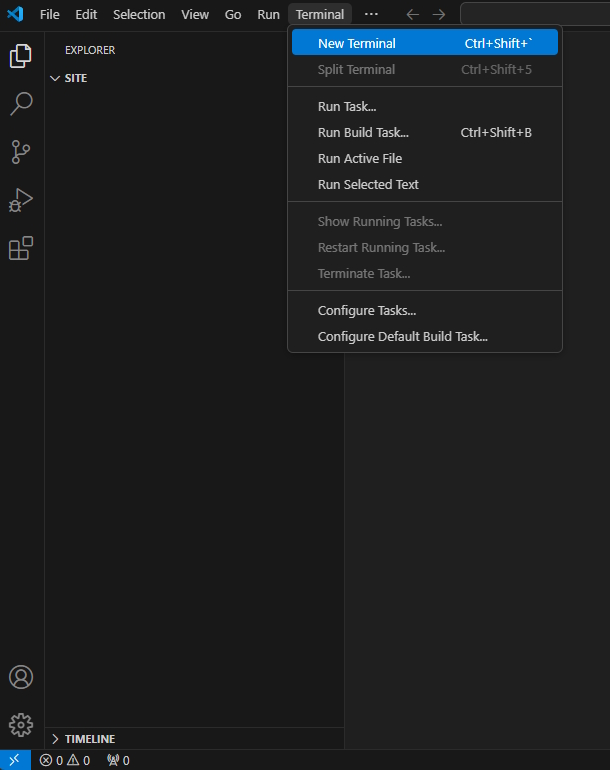 File Edit Selection View Go Run Terminal ...
EXPLORER
SITE
New Terminal Ctrl+Shift+`
Split Terminal Ctrl+Shift+5
Run Task...
Run Build Task... Ctrl+Shift+B
Run Active File
Run Selected Text
Show Running Tasks...
Restart Running Task...
Terminate Task...
Configure Tasks...
Configure Default Build Task...
TIMELINE
0 0 0